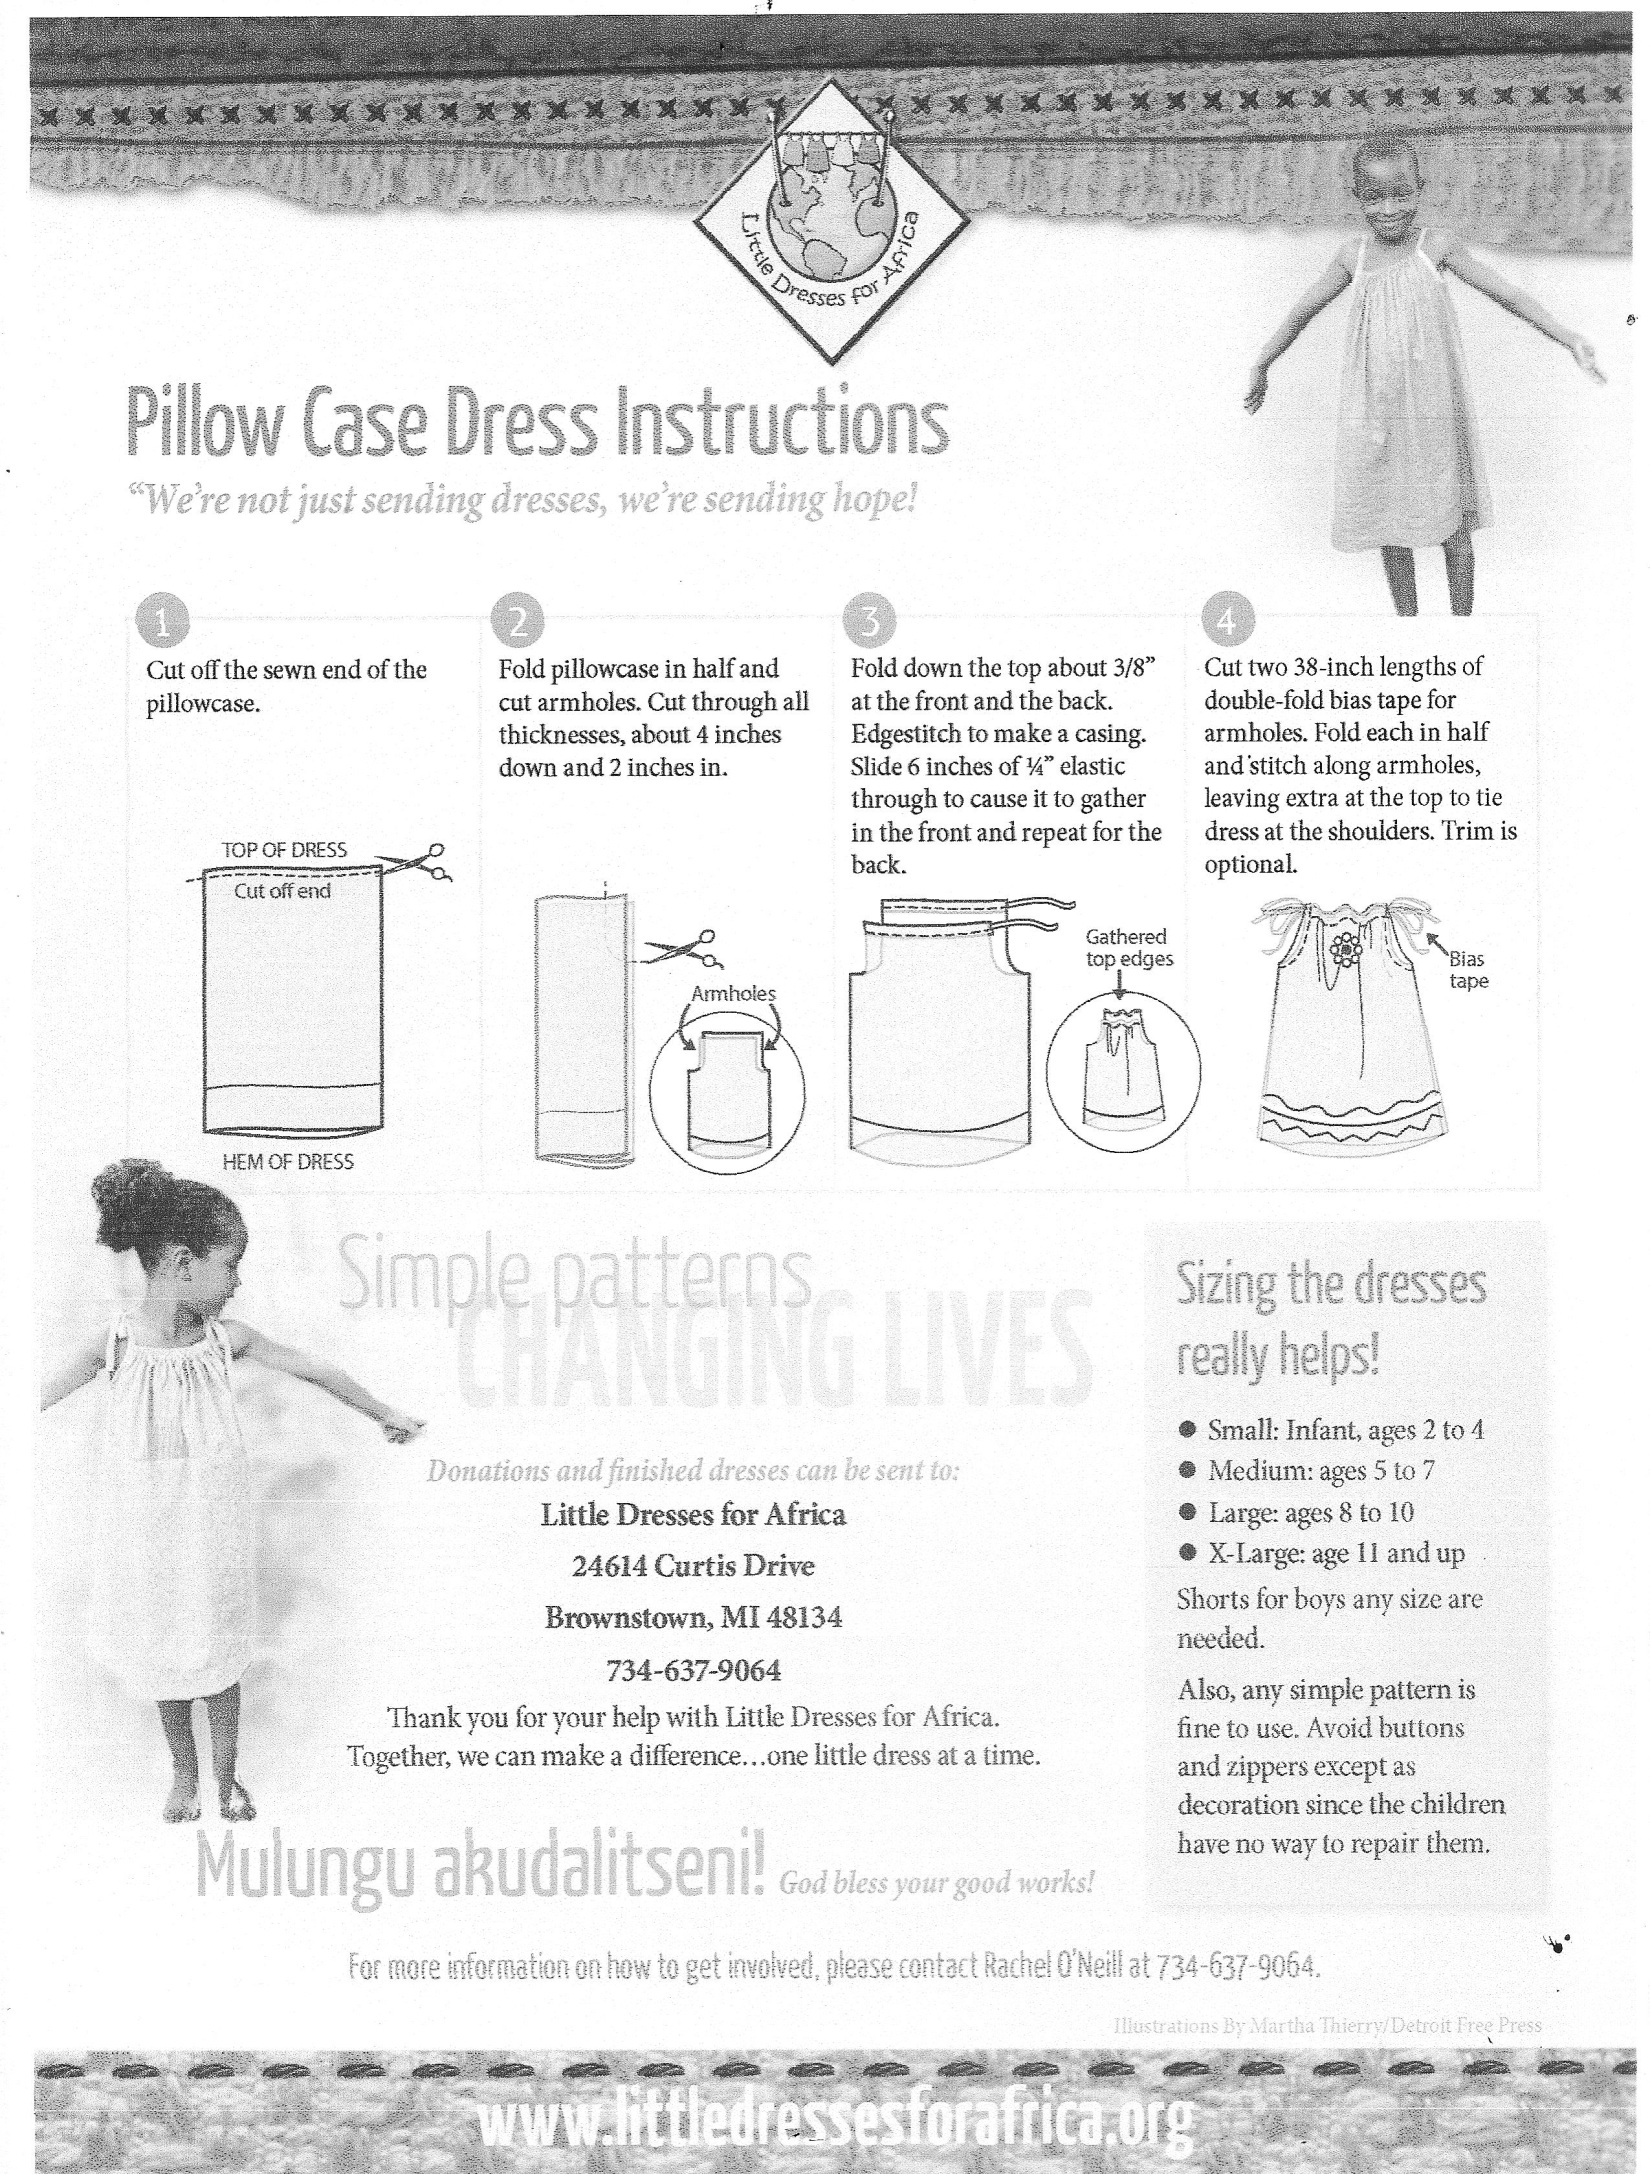 Little Dresses for Africa
Pillow Case Dress Instructions
“We’re not just sending dresses, we’re sending hope!
1
Cut off the sewn end of the
pillowcase.
TOP OF DRESS
Cut off end
HEM OF DRESS
2
Fold pillowcase in half and
cut armholes. Cut through all
thicknesses, about 4 inches
down and 2 inches in.
Armholes
3
Fold down the top about 3/8”
at the front and the back.
Edgestitch to make a casing.
Slide 6 inches of ¼” elastic
through to cause it to gather
in the front and repeat for the
back.
Gathered
top edges
4
Cut two 38-inch lengths of
double-fold bias tape for
armholes. Fold each in half
and stitch along armholes,
leaving extra at the top to tie
dress at the shoulders. Trim is
optional.
Bias
tape
Simple patterns
CHANGING LIVES
Donations and finished dresses can be sent to:
Little Dresses for Africa
24614 Curtis Drive
Brownstown, MI 48134
734-637-9064
Thank you for your help with Little Dresses for Africa.
Together, we can make a difference...one little dress at a time.
Mulungu akudalitseni! God bless your good works!
Sizing the dresses
really helps!
● Small: Infant, ages 2 to 4
● Medium: ages 5 to 7
● Large: ages 8 to 10
● X-Large: age 11 and up
Shorts for boys any size are
needed.
Also, any simple pattern is
fine to use. Avoid buttons
and zippers except as
decoration since the children
have no way to repair them.
For more information on how to get involved, please contact Rachel O'Neill at 734-637-9064.
Illustrations By Martha Thierry/Detroit Free Press
www.littledressesforafrica.org